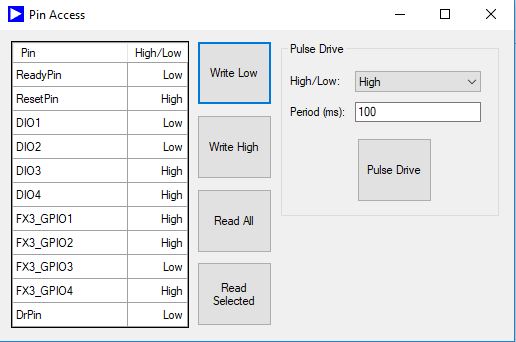 Pin Access
Pin High/Low
ReadyPin Low
ResetPin High
DIO1 Low
DIO2 Low
DIO3 High
DIO4 High
FX3_GPIO1 High
FX3_GPIO2 High
FX3_GPIO3 Low
FX3_GPIO4 High
DrPin Low
Write Low
Write High
Read All
Read
Selected
Pulse Drive
High/Low: High
Period (ms): 100
Pulse Drive